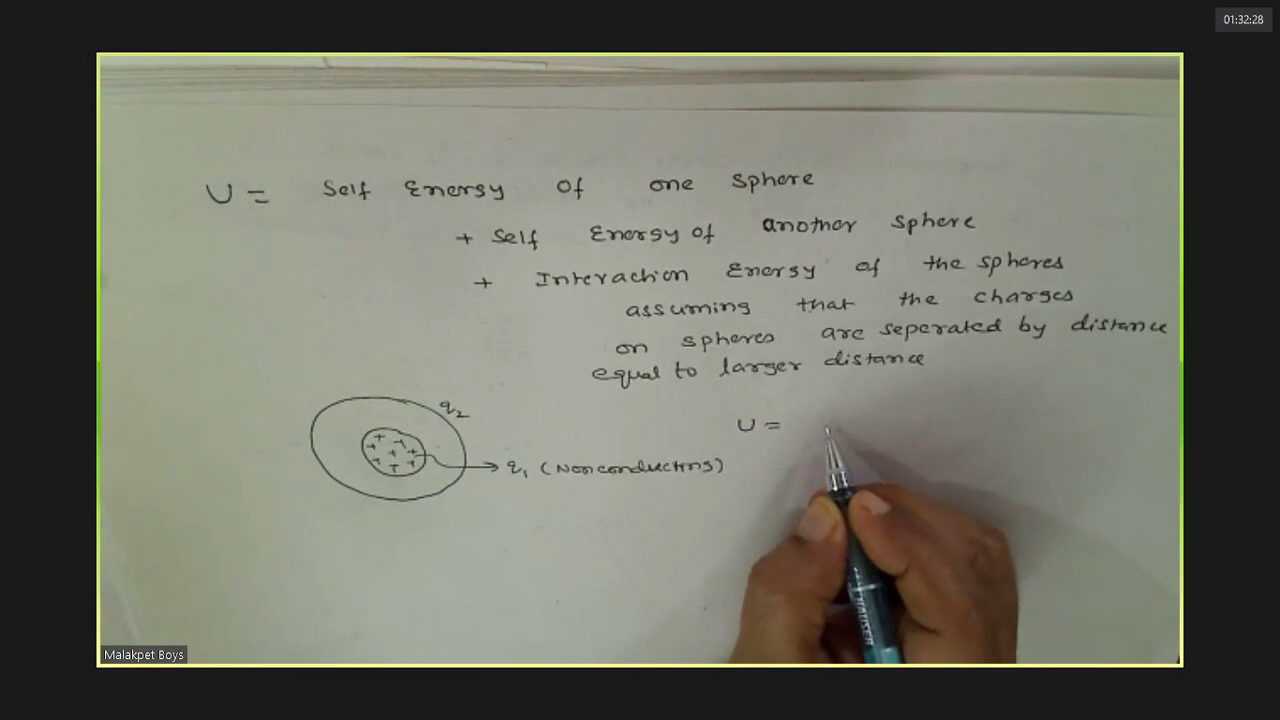 01:32:28
U = Self Energy of one sphere
+ Self Energy of another sphere
+ Interaction Energy of the spheres
assuming that the charges
on spheres are seperated by distance
equal to larger distance
q2
U =
q1 (Nonconducting)
Malakpet Boys